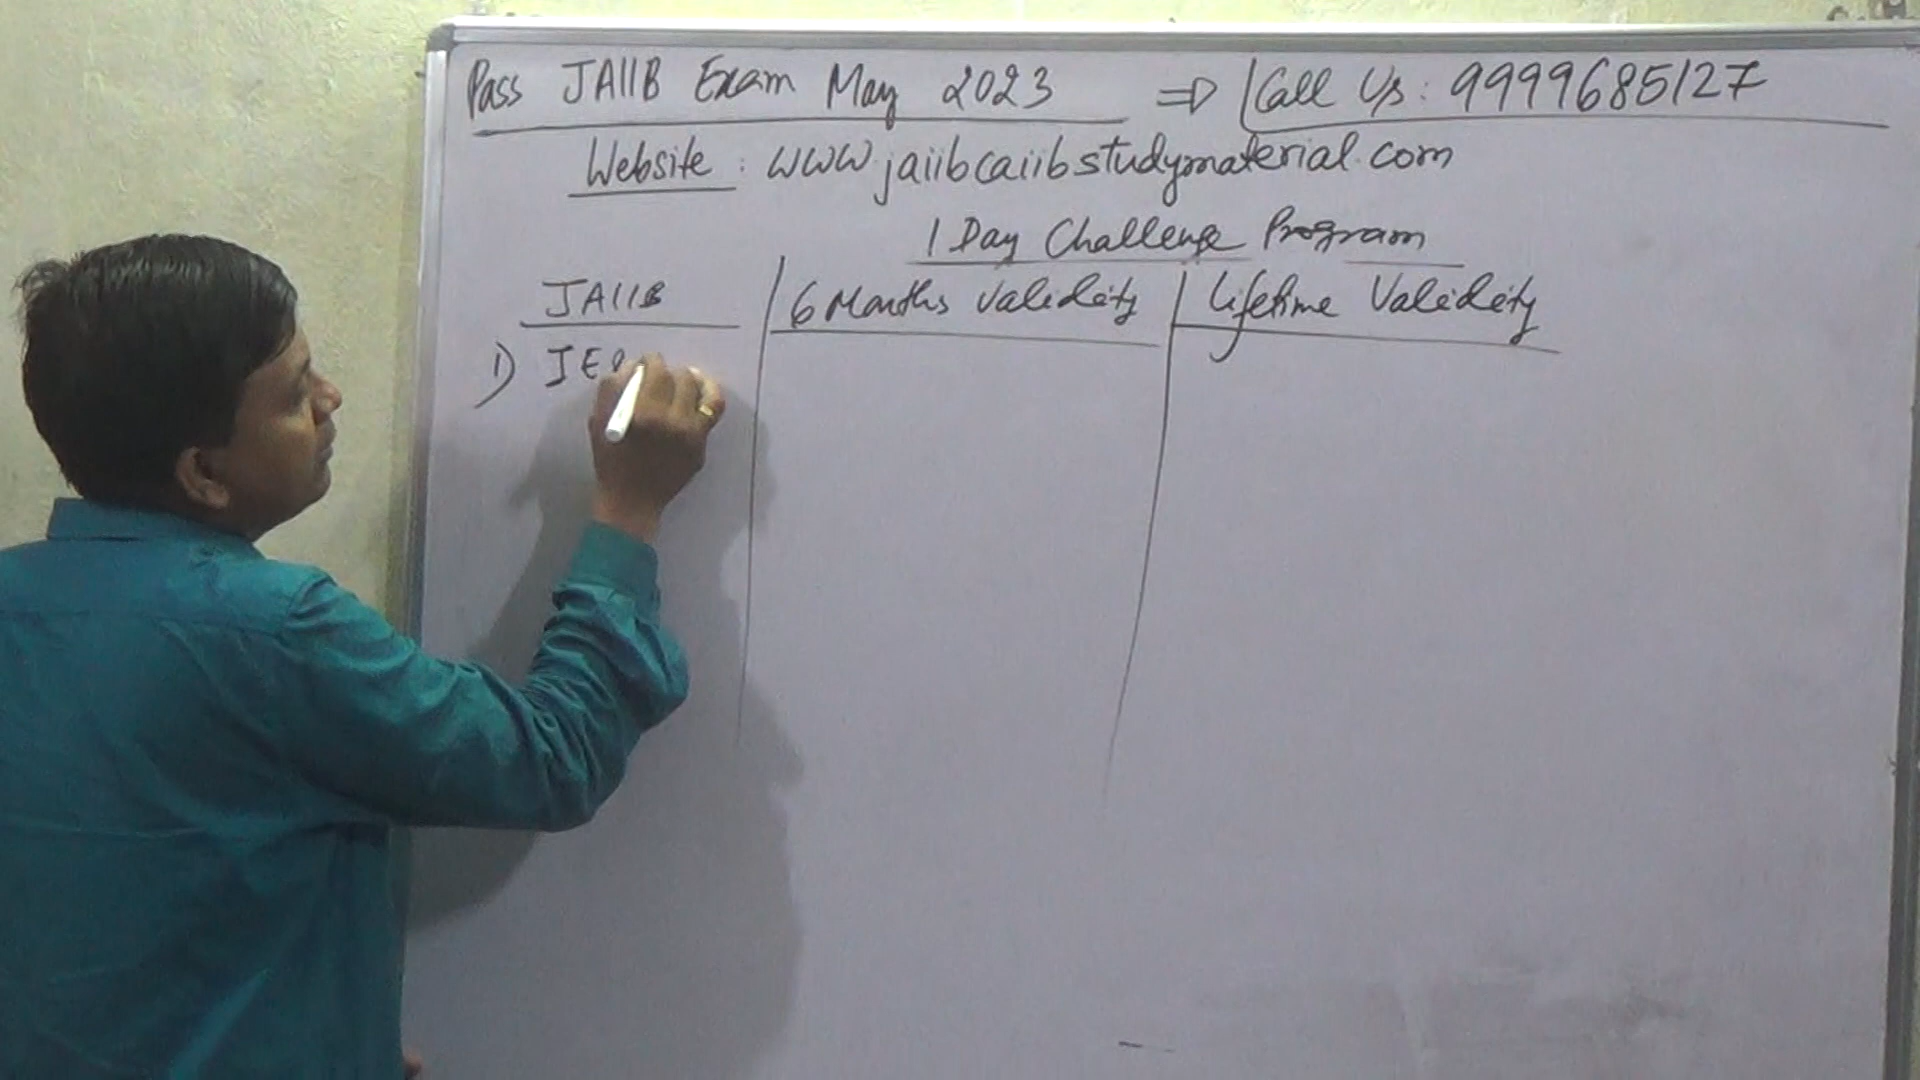 Pass JAIIB Exam May 2023 ⇒ Call Us: 9999685127
Website: www.jaiibcaiibstudymaterial.com
1 Day Challenge Program
JAIIB | 6 Months Validity | Lifetime Validity
1) JE